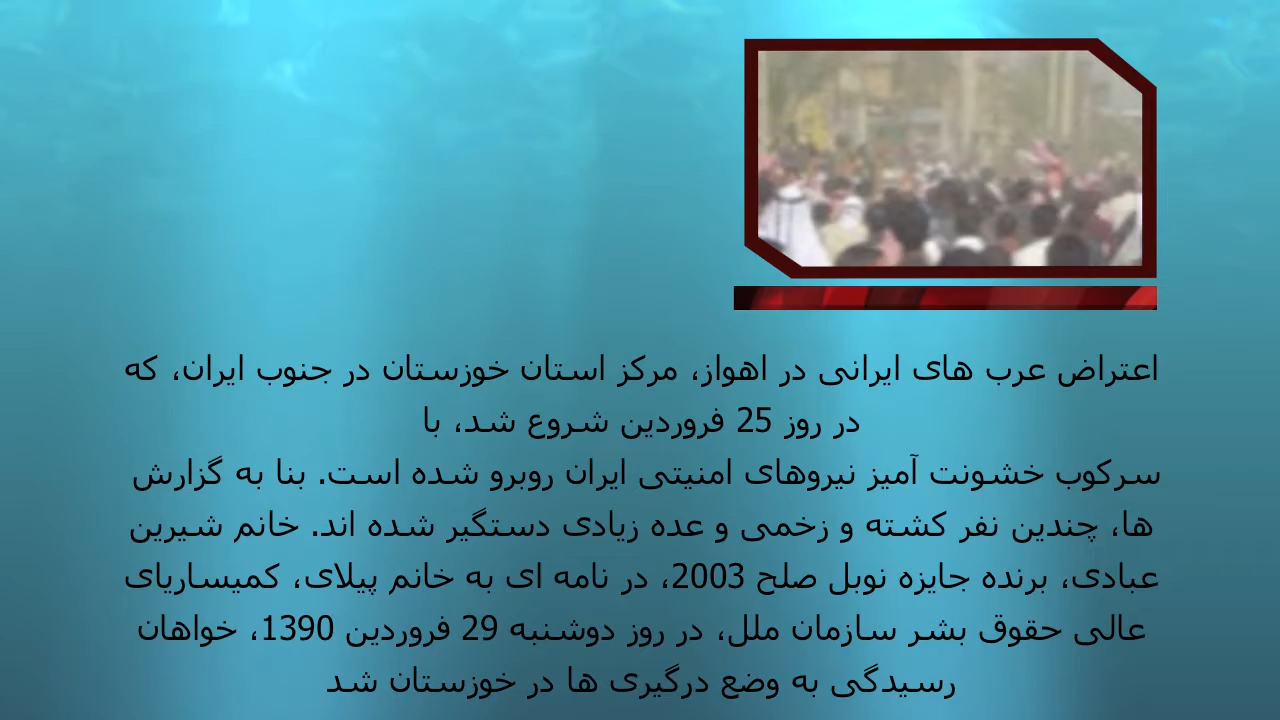 اعتراض عرب های ایرانی در اهواز، مرکز استان خوزستان در جنوب ایران، که
در روز 25 فروردین شروع شد، با
سرکوب خشونت آمیز نیروهای امنیتی ایران روبرو شده است. بنا به گزارش
ها، چندین نفر کشته و زخمی و عده زیادی دستگیر شده اند. خانم شیرین
عبادی، برنده جایزه نوبل صلح 2003، در نامه ای به خانم پیلای، کمیساریای
عالی حقوق بشر سازمان ملل، در روز دوشنبه 29 فروردین 1390، خواهان
رسیدگی به وضع درگیری ها در خوزستان شد